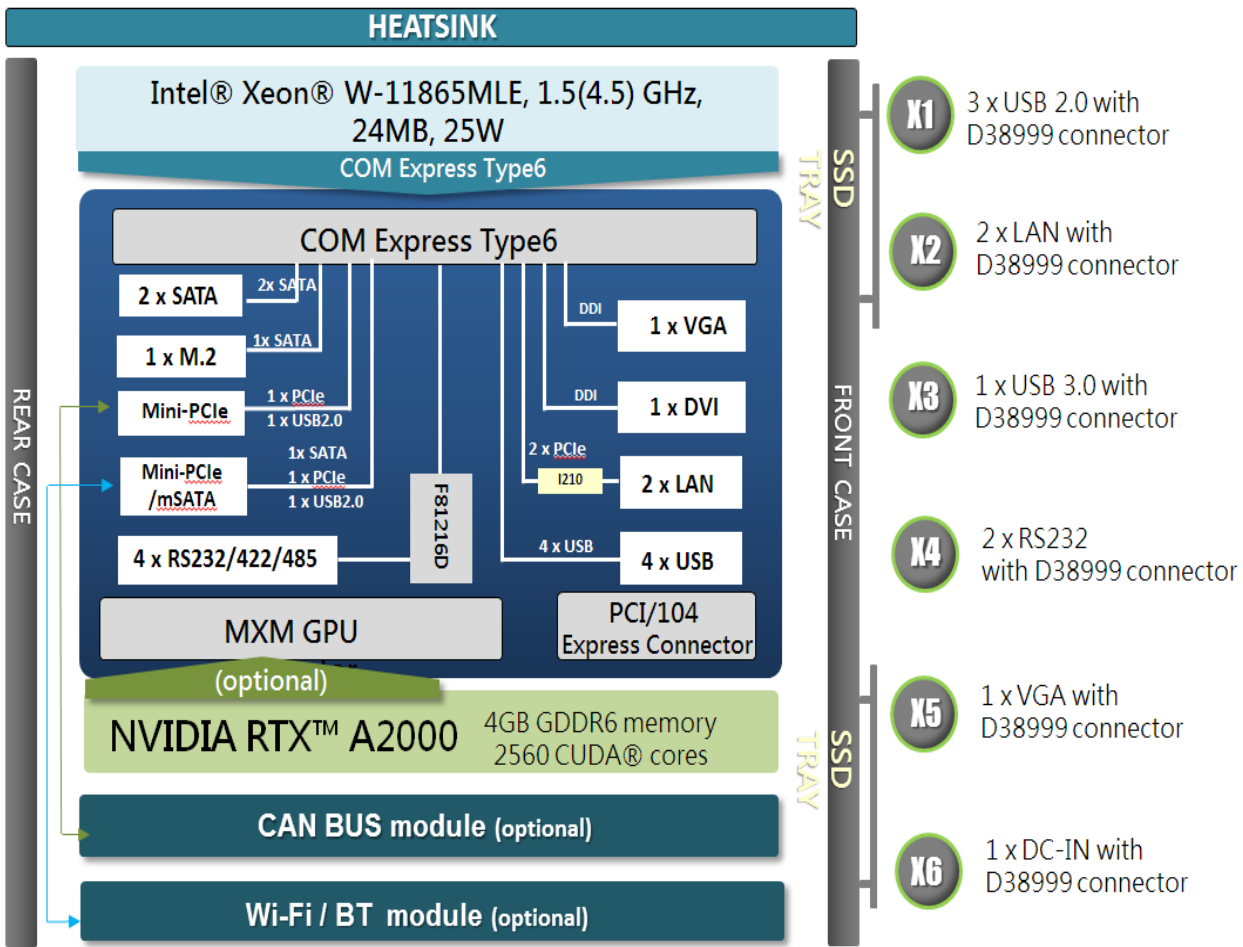 HEATSINK
Intel® Xeon® W-11865MLE, 1.5(4.5) GHz,
24MB, 25W
COM Express Type6
COM Express Type6
2 x SATA
2x SATA
1 x M.2
1x SATA
Mini-PCIe
1 x PCIe
1 x USB2.0
Mini-PCIe
/mSATA
1x SATA
1 x PCIe
1 x USB2.0
4 x RS232/422/485
F81216D
DDI
1 x VGA
DDI
1 x DVI
2 x PCIe
I210
2 x LAN
4 x USB
4 x USB
MXM GPU
PCI/104
Express Connector
(optional)
NVIDIA RTX™ A2000
4GB GDDR6 memory
2560 CUDA® cores
CAN BUS module (optional)
Wi-Fi / BT module (optional)
REAR CASE
FRONT CASE
SSD
TRAY
SSD
TRAY
X1
3 x USB 2.0 with
D38999 connector
X2
2 x LAN with
D38999 connector
X3
1 x USB 3.0 with
D38999 connector
X4
2 x RS232
with D38999 connector
X5
1 x VGA with
D38999 connector
X6
1 x DC-IN with
D38999 connector